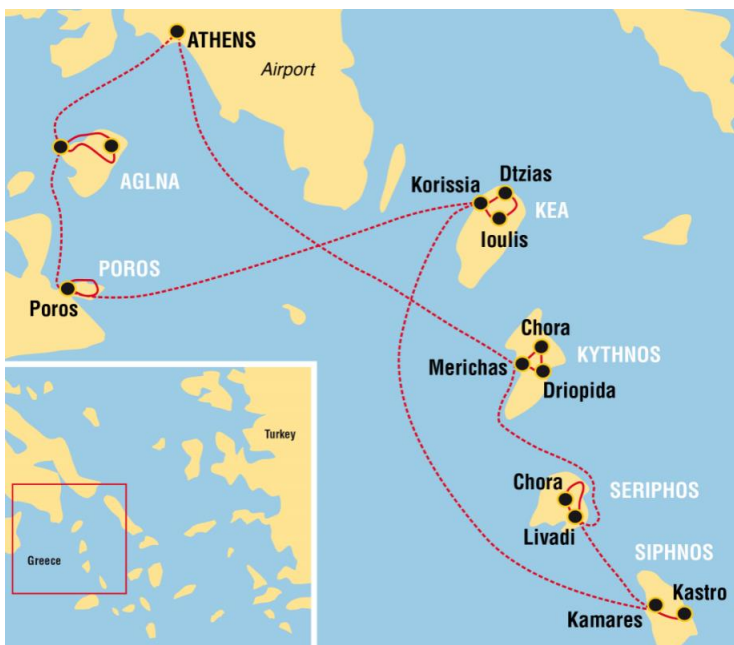 ATHENS
Airport
AGLNA
Dtzias
Korissia
KEA
Ioulis
POROS
Poros
Chora
KYTHNOS
Merichas
Driopida
Turkey
Greece
Chora
SERIPHOS
Livadi
SIPHNOS
Kastro
Kamares